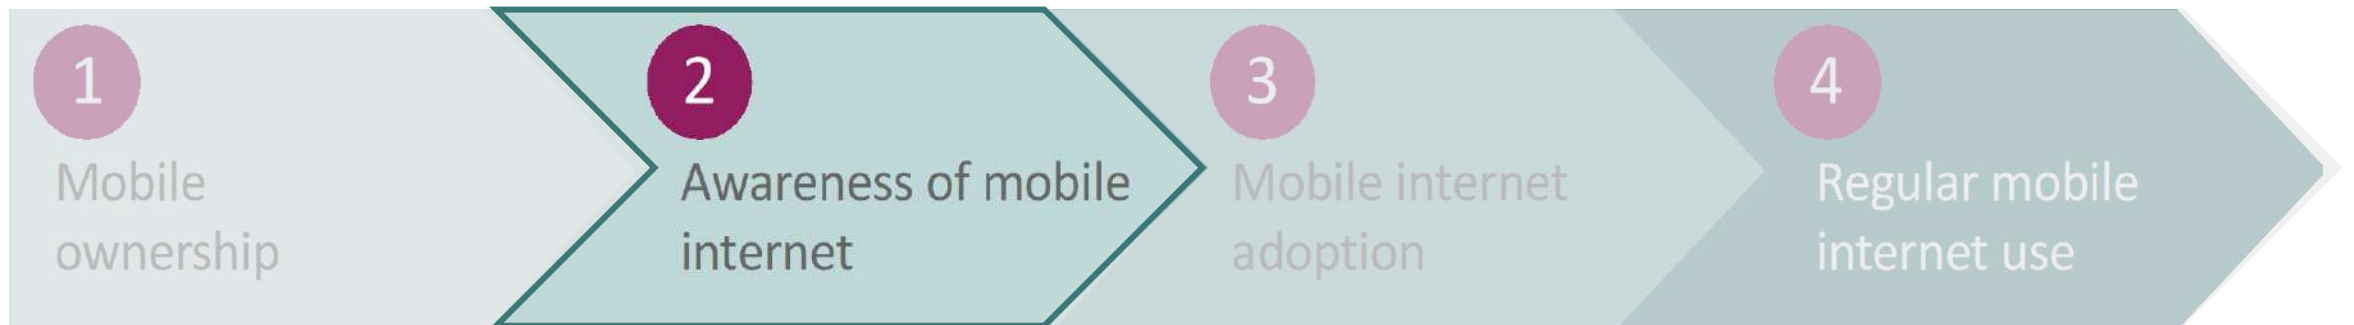 1
Mobile
ownership
2
Awareness of mobile
internet
3
Mobile internet
adoption
4
Regular mobile
internet use